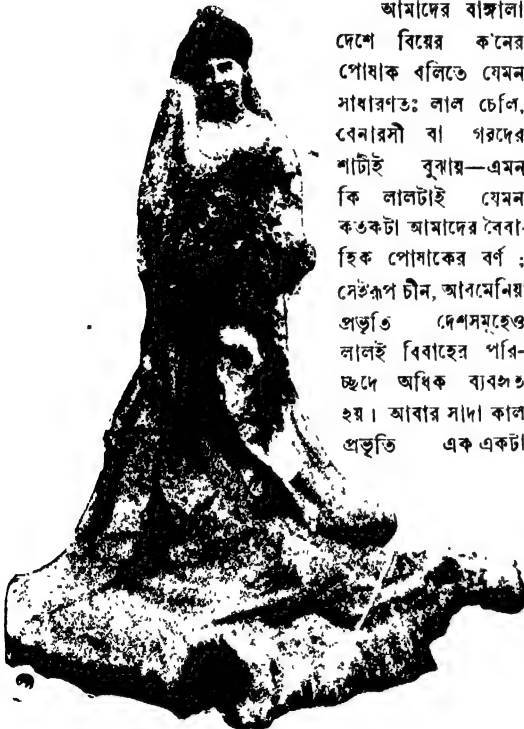 আমাদের বাঙ্গালা
দেশে বিয়ের ক'নের
পোষাক বলিতে যেমন
সাধারণতঃ লাল চেলি,
বেনারসী বা গরদের
শাটীই বুঝায়—এমন
কি লালটাই যেমন
কতকটা আমাদের বৈবা-
হিক পোসাকের বর্ণ ;
সেইরূপ চীন, আরমেনিয়
প্রভৃতি দেশসমূহেও
লালই বিবাহের পরি-
চ্ছদে অধিক ব্যবহৃত
হয়। আবার সাদা কাল
প্রভৃতি এক একটা